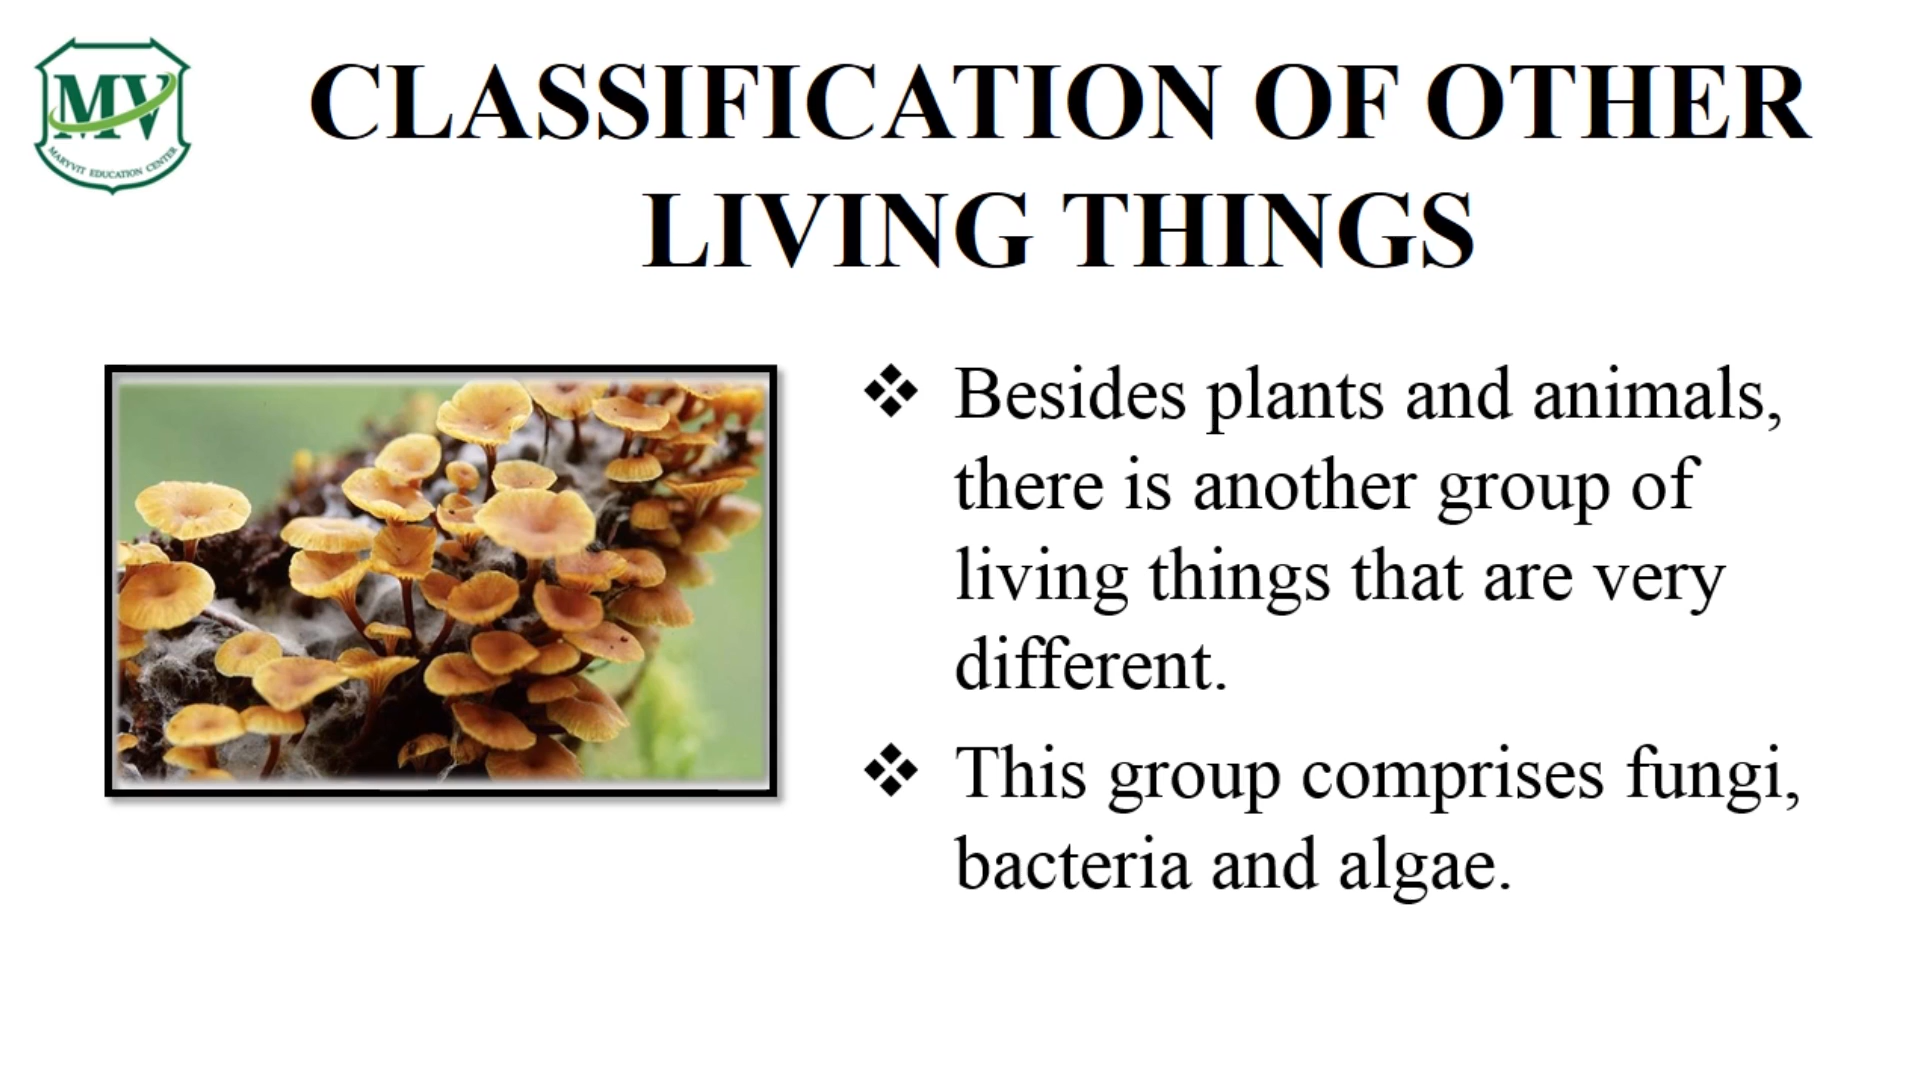 MV
MARYVIT EDUCATION CENTER
CLASSIFICATION OF OTHER
LIVING THINGS
❖ Besides plants and animals,
there is another group of
living things that are very
different.
❖ This group comprises fungi,
bacteria and algae.